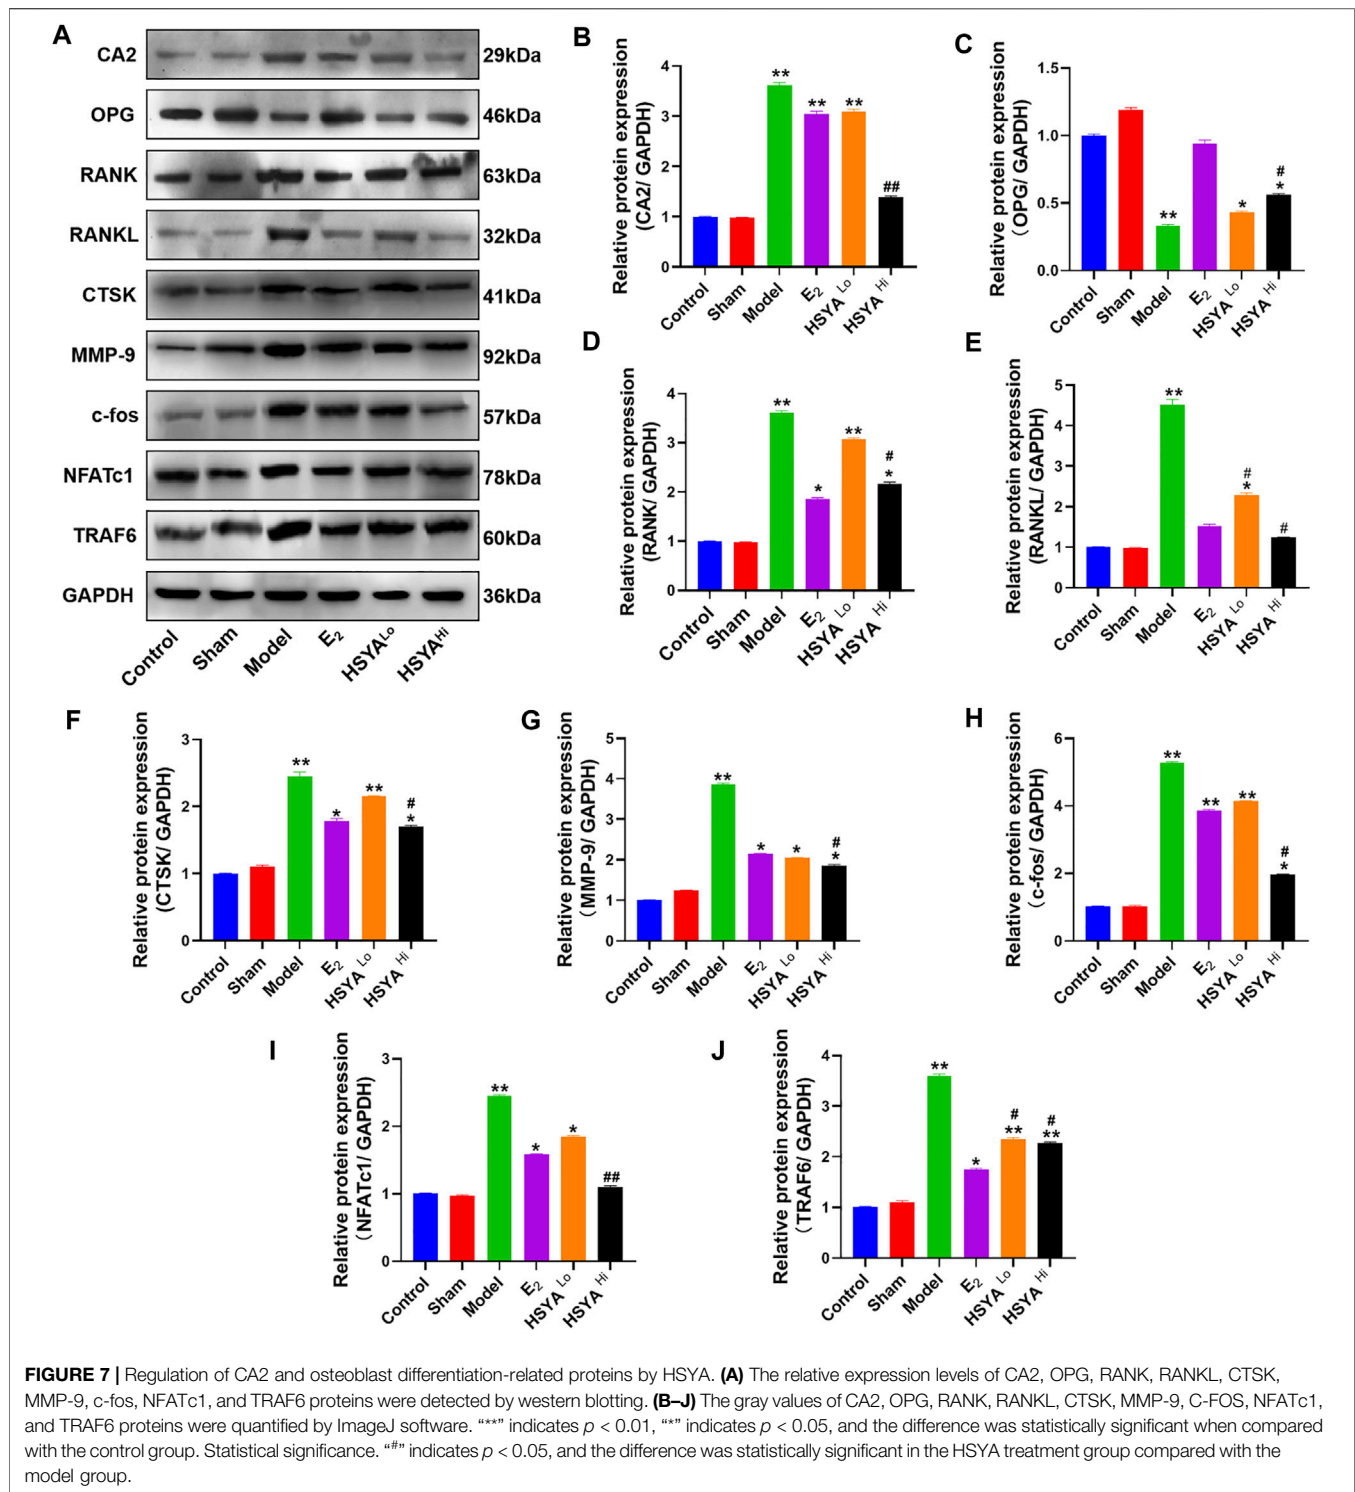 A
CA2
29kDa
OPG
46kDa
RANK
63kDa
RANKL
32kDa
CTSK
41kDa
MMP-9
92kDa
c-fos
57kDa
NFATc1
78kDa
TRAF6
60kDa
GAPDH
36kDa
Control Sham Model E2 HSYA Lo HSYA Hi
B
Relative protein expression
(CA2/ GAPDH)
4
3
2
1
0
** ** ** ##
Control Sham Model E2 HSYA Lo HSYA Hi
C
Relative protein expression
(OPG/ GAPDH)
1.5
1.0
0.5
0.0
** * # *
Control Sham Model E2 HSYA Lo HSYA Hi
D
Relative protein expression
(RANK/ GAPDH)
4
3
2
1
0
** * ** # *
Control Sham Model E2 HSYA Lo HSYA Hi
E
Relative protein expression
(RANKL/ GAPDH)
5
4
3
2
1
0
** # * #
Control Sham Model E2 HSYA Lo HSYA Hi
F
Relative protein expression
(CTSK/ GAPDH)
3
2
1
0
** * ** # *
Control Sham Model E2 HSYA Lo HSYA Hi
G
Relative protein expression
(MMP-9/ GAPDH)
5
4
3
2
1
0
** * * # *
Control Sham Model E2 HSYA Lo HSYA Hi
H
Relative protein expression
(c-fos/ GAPDH)
6
4
2
0
** ** ** # *
Control Sham Model E2 HSYA Lo HSYA Hi
I
Relative protein expression
(NFATc1/ GAPDH)
3
2
1
0
** * * ##
Control Sham Model E2 HSYA Lo HSYA Hi
J
Relative protein expression
(TRAF6/ GAPDH)
4
3
2
1
0
** * # ** # **
Control Sham Model E2 HSYA Lo HSYA Hi
FIGURE 7 | Regulation of CA2 and osteoblast differentiation-related proteins by HSYA. (A) The relative expression levels of CA2, OPG, RANK, RANKL, CTSK,
MMP-9, c-fos, NFATc1, and TRAF6 proteins were detected by western blotting. (B–J) The gray values of CA2, OPG, RANK, RANKL, CTSK, MMP-9, C-FOS, NFATc1,
and TRAF6 proteins were quantified by ImageJ software. “**” indicates p < 0.01, “*” indicates p < 0.05, and the difference was statistically significant when compared
with the control group. Statistical significance. “#” indicates p < 0.05, and the difference was statistically significant in the HSYA treatment group compared with the
model group.